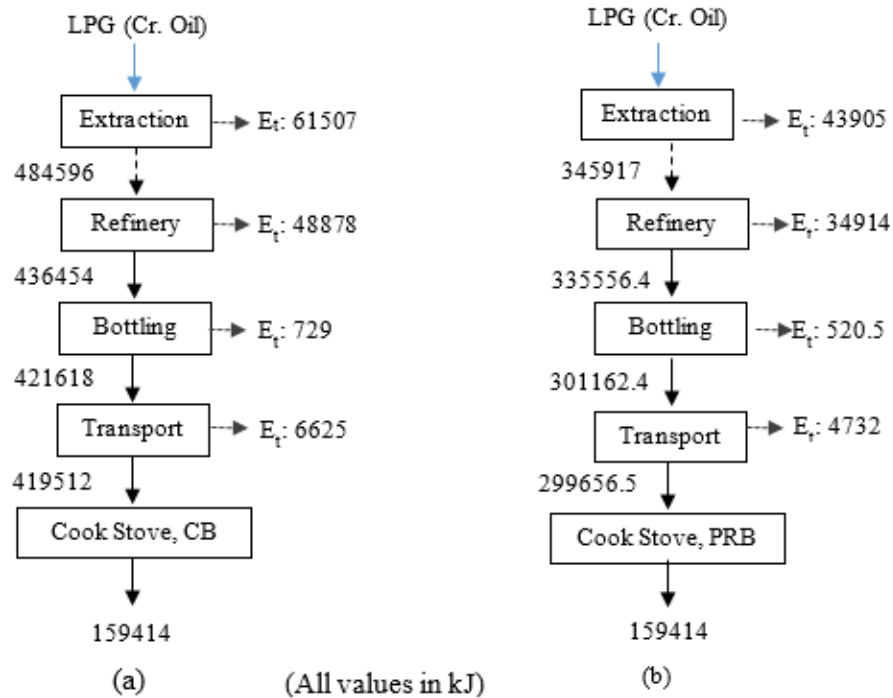 LPG (Cr. Oil)
Extraction
Et: 61507
484596
Refinery
Et: 48878
436454
Bottling
Et: 729
421618
Transport
Et: 6625
419512
Cook Stove, CB
159414
(a)
LPG (Cr. Oil)
Extraction
Et: 43905
345917
Refinery
Et: 34914
335556.4
Bottling
Et: 520.5
301162.4
Transport
Et: 4732
299656.5
Cook Stove, PRB
159414
(b)
(All values in kJ)